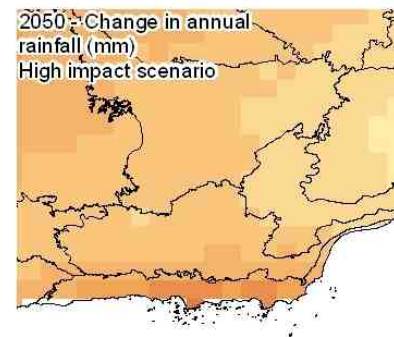 2050 - Change in annual
rainfall (mm)
High impact scenario